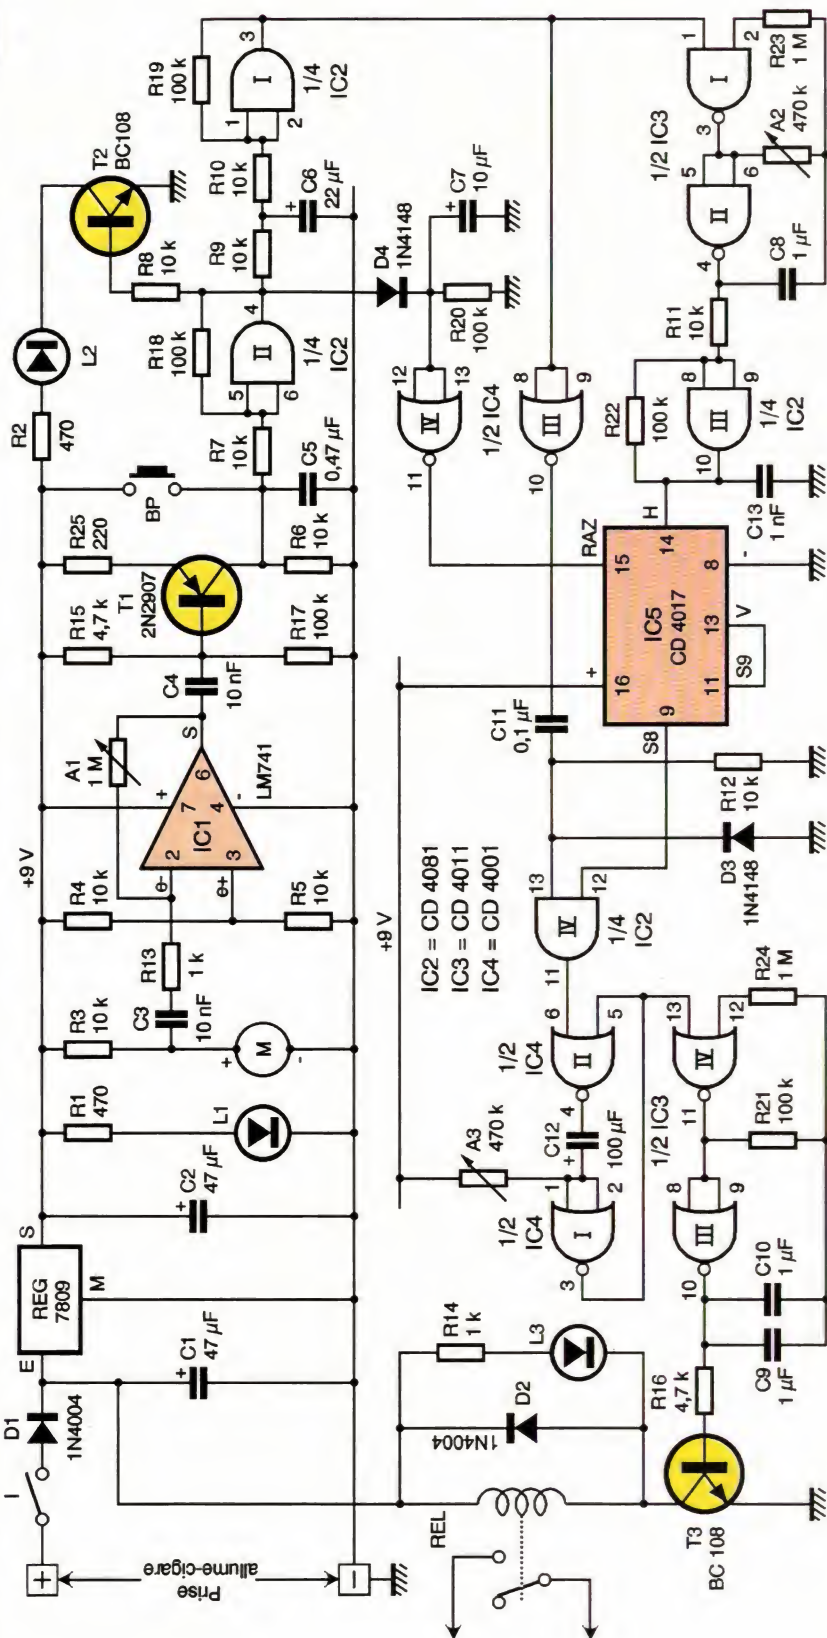 Prise
allume-cigare
+
−
I
D1
1N4004
E
REG
7809
S
M
C1
47 µF
C2
47 µF
R1
470
L1
R3
10 k
M
+
-
C3
10 nF
R13
1 k
R4
10 k
R5
10 k
+9 V
e-
e+
2
3
IC1
7
4
+
-
6
S
LM741
A1
1 M
C4
10 nF
R15
4,7 k
R17
100 k
T1
2N2907
R25
220
R6
10 k
BP
C5
0,47 µF
R7
10 k
R2
470
L2
R18
100 k
5
6
II
4
1/4
IC2
R8
10 k
T2
BC108
R9
10 k
C6
22 µF
R10
10 k
R19
100 k
1
2
I
3
1/4
IC2
REL
1N4004
D2
R14
1 k
L3
T3
BC 108
R16
4,7 k
C9
1 µF
C10
1 µF
+9 V
A3
470 k
1/2
IC4
I
1
2
3
C12
100 µF
+
1/2
IC4
II
4
5
6
1/2 IC3
III
8
9
10
R21
100 k
IV
11
12
13
R24
1 M
IC2 = CD 4081
IC3 = CD 4011
IC4 = CD 4001
IV
11
12
13
1/4
IC2
D3
1N4148
R12
10 k
C11
0,1 µF
D4
1N4148
C7
10 µF
R20
100 k
12
13
IV
11
1/2 IC4
8
9
III
10
RAZ
+
16
15
IC5
CD 4017
H
14
9
S8
11
13
8
-
S9
V
C13
1 nF
R22
100 k
III
8
9
10
1/4
IC2
R11
10 k
C8
1 µF
1/2 IC3
II
4
5
6
A2
470 k
I
1
2
3
R23
1 M